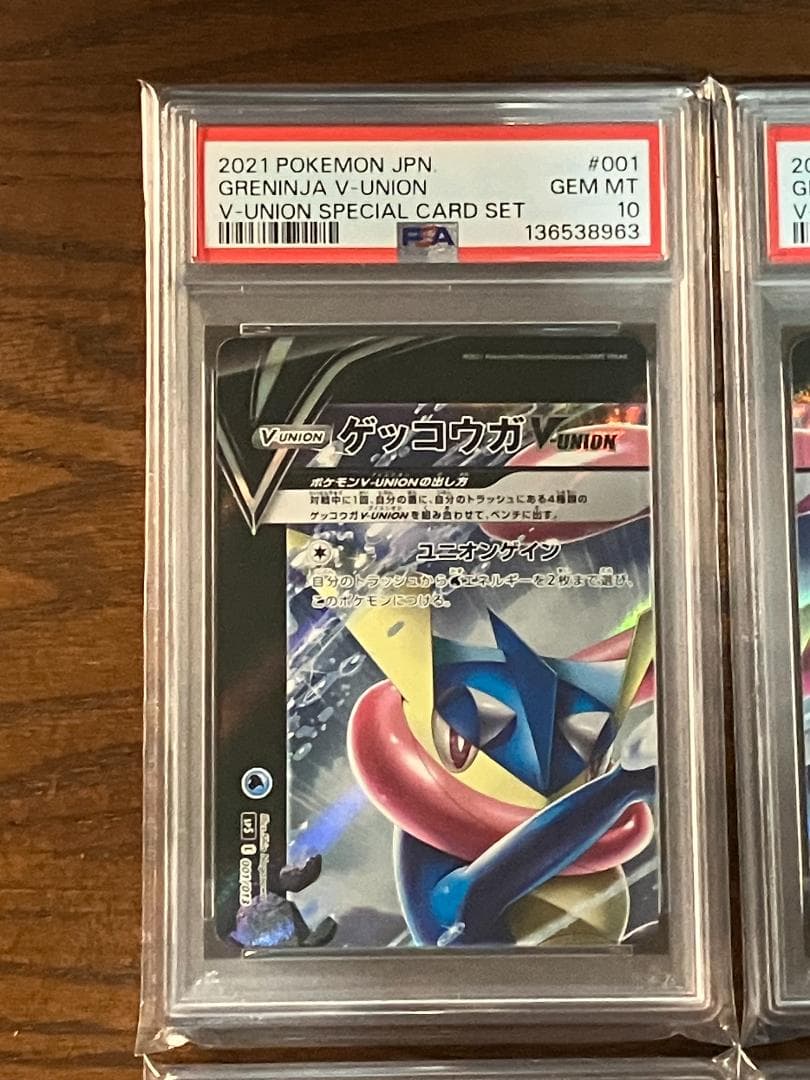 2021 POKEMON JPN. #001
GRENINJA V-UNION GEM MT
V-UNION SPECIAL CARD SET 10
PSA 136538963
V UNION ゲッコウガ V-UNION
ポケモンV-UNIONの出し方
対戦中に1回、自分の番に、自分のトラッシュにある4種類の
ゲッコウガV-UNIONを組み合わせて、ベンチに出す。
ユニオンゲイン
自分のトラッシュから エネルギーを2枚まで選び、
このポケモンにつける。
001/013